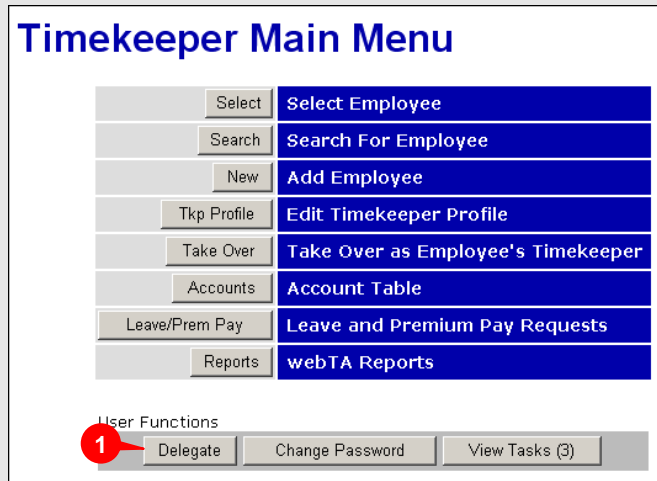 Timekeeper Main Menu
Select Select Employee
Search Search For Employee
New Add Employee
Tkp Profile Edit Timekeeper Profile
Take Over Take Over as Employee's Timekeeper
Accounts Account Table
Leave/Prem Pay Leave and Premium Pay Requests
Reports webTA Reports
User Functions
1 Delegate Change Password View Tasks (3)